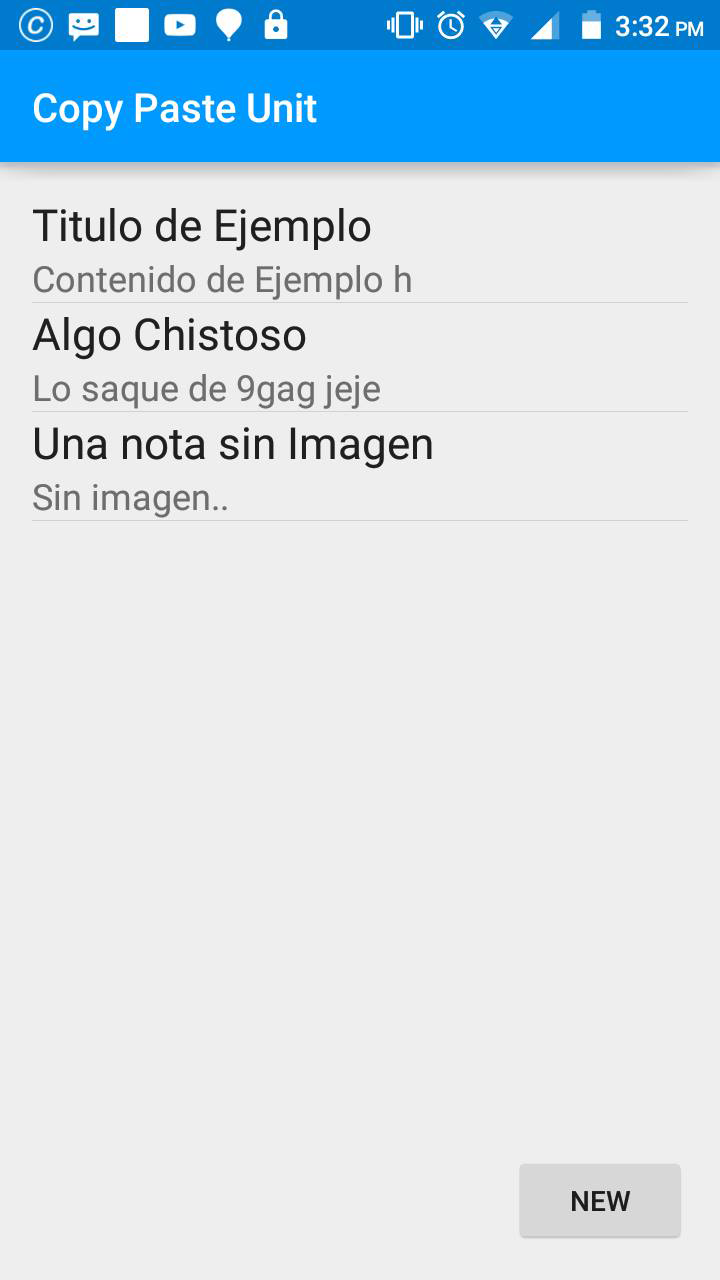 3:32 PM
Copy Paste Unit
Titulo de Ejemplo
Contenido de Ejemplo h
Algo Chistoso
Lo saque de 9gag jeje
Una nota sin Imagen
Sin imagen..
NEW